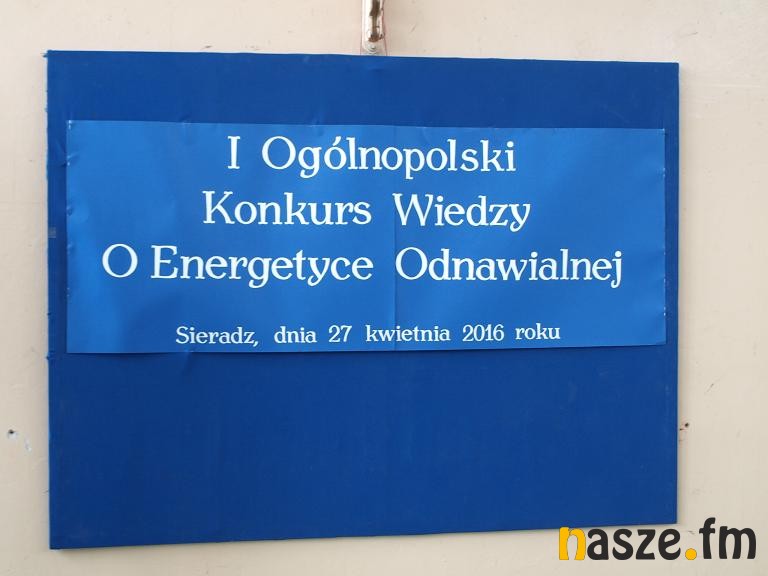 I Ogólnopolski
Konkurs Wiedzy
O Energetyce Odnawialnej
Sieradz, dnia 27 kwietnia 2016 roku
nasze.fm